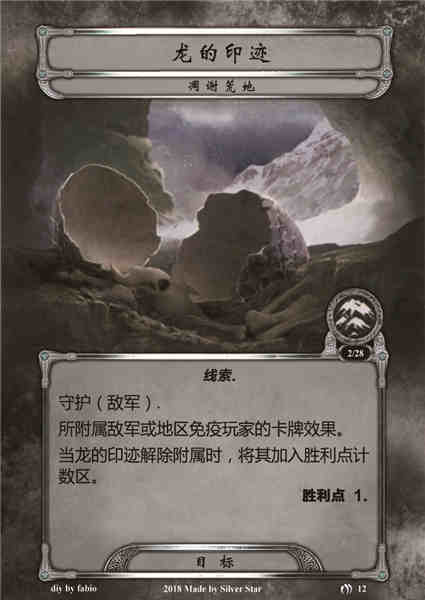 龙的印迹
凋谢荒地
2/28
线索.
守护（敌军）.
所附属敌军或地区免疫玩家的卡牌效果。
当龙的印迹解除附属时，将其加入胜利点计
数区。
胜利点 1.
目标
diy by fabio
2018 Made by Silver Star
12